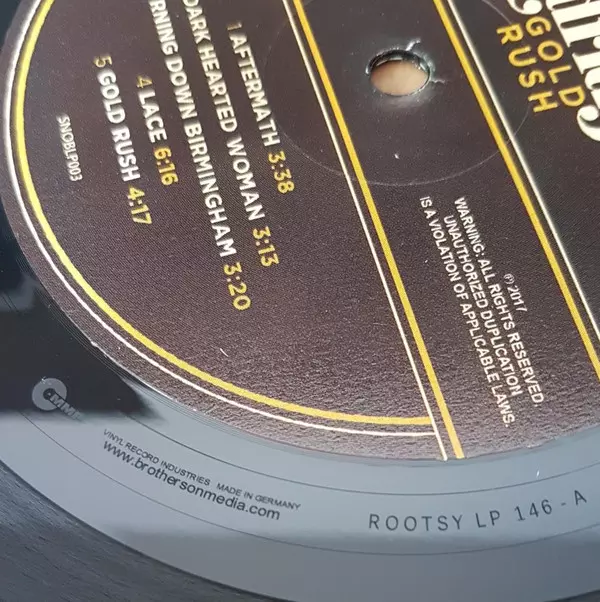 GOLD
RUSH
1 AFTERMATH 3:38
DARK HEARTED WOMAN 3:13
DOWN BIRMINGHAM 3:20
4 LACE 6:16
5 GOLD RUSH 4:17
SNOBLP003
℗ 2017
WARNING: ALL RIGHTS RESERVED.
UNAUTHORIZED DUPLICATION
IS A VIOLATION OF APPLICABLE LAWS.
VINYL RECORD INDUSTRIES MADE IN GERMANY
www.brothersonmedia.com
ROOTSY LP 146 - A